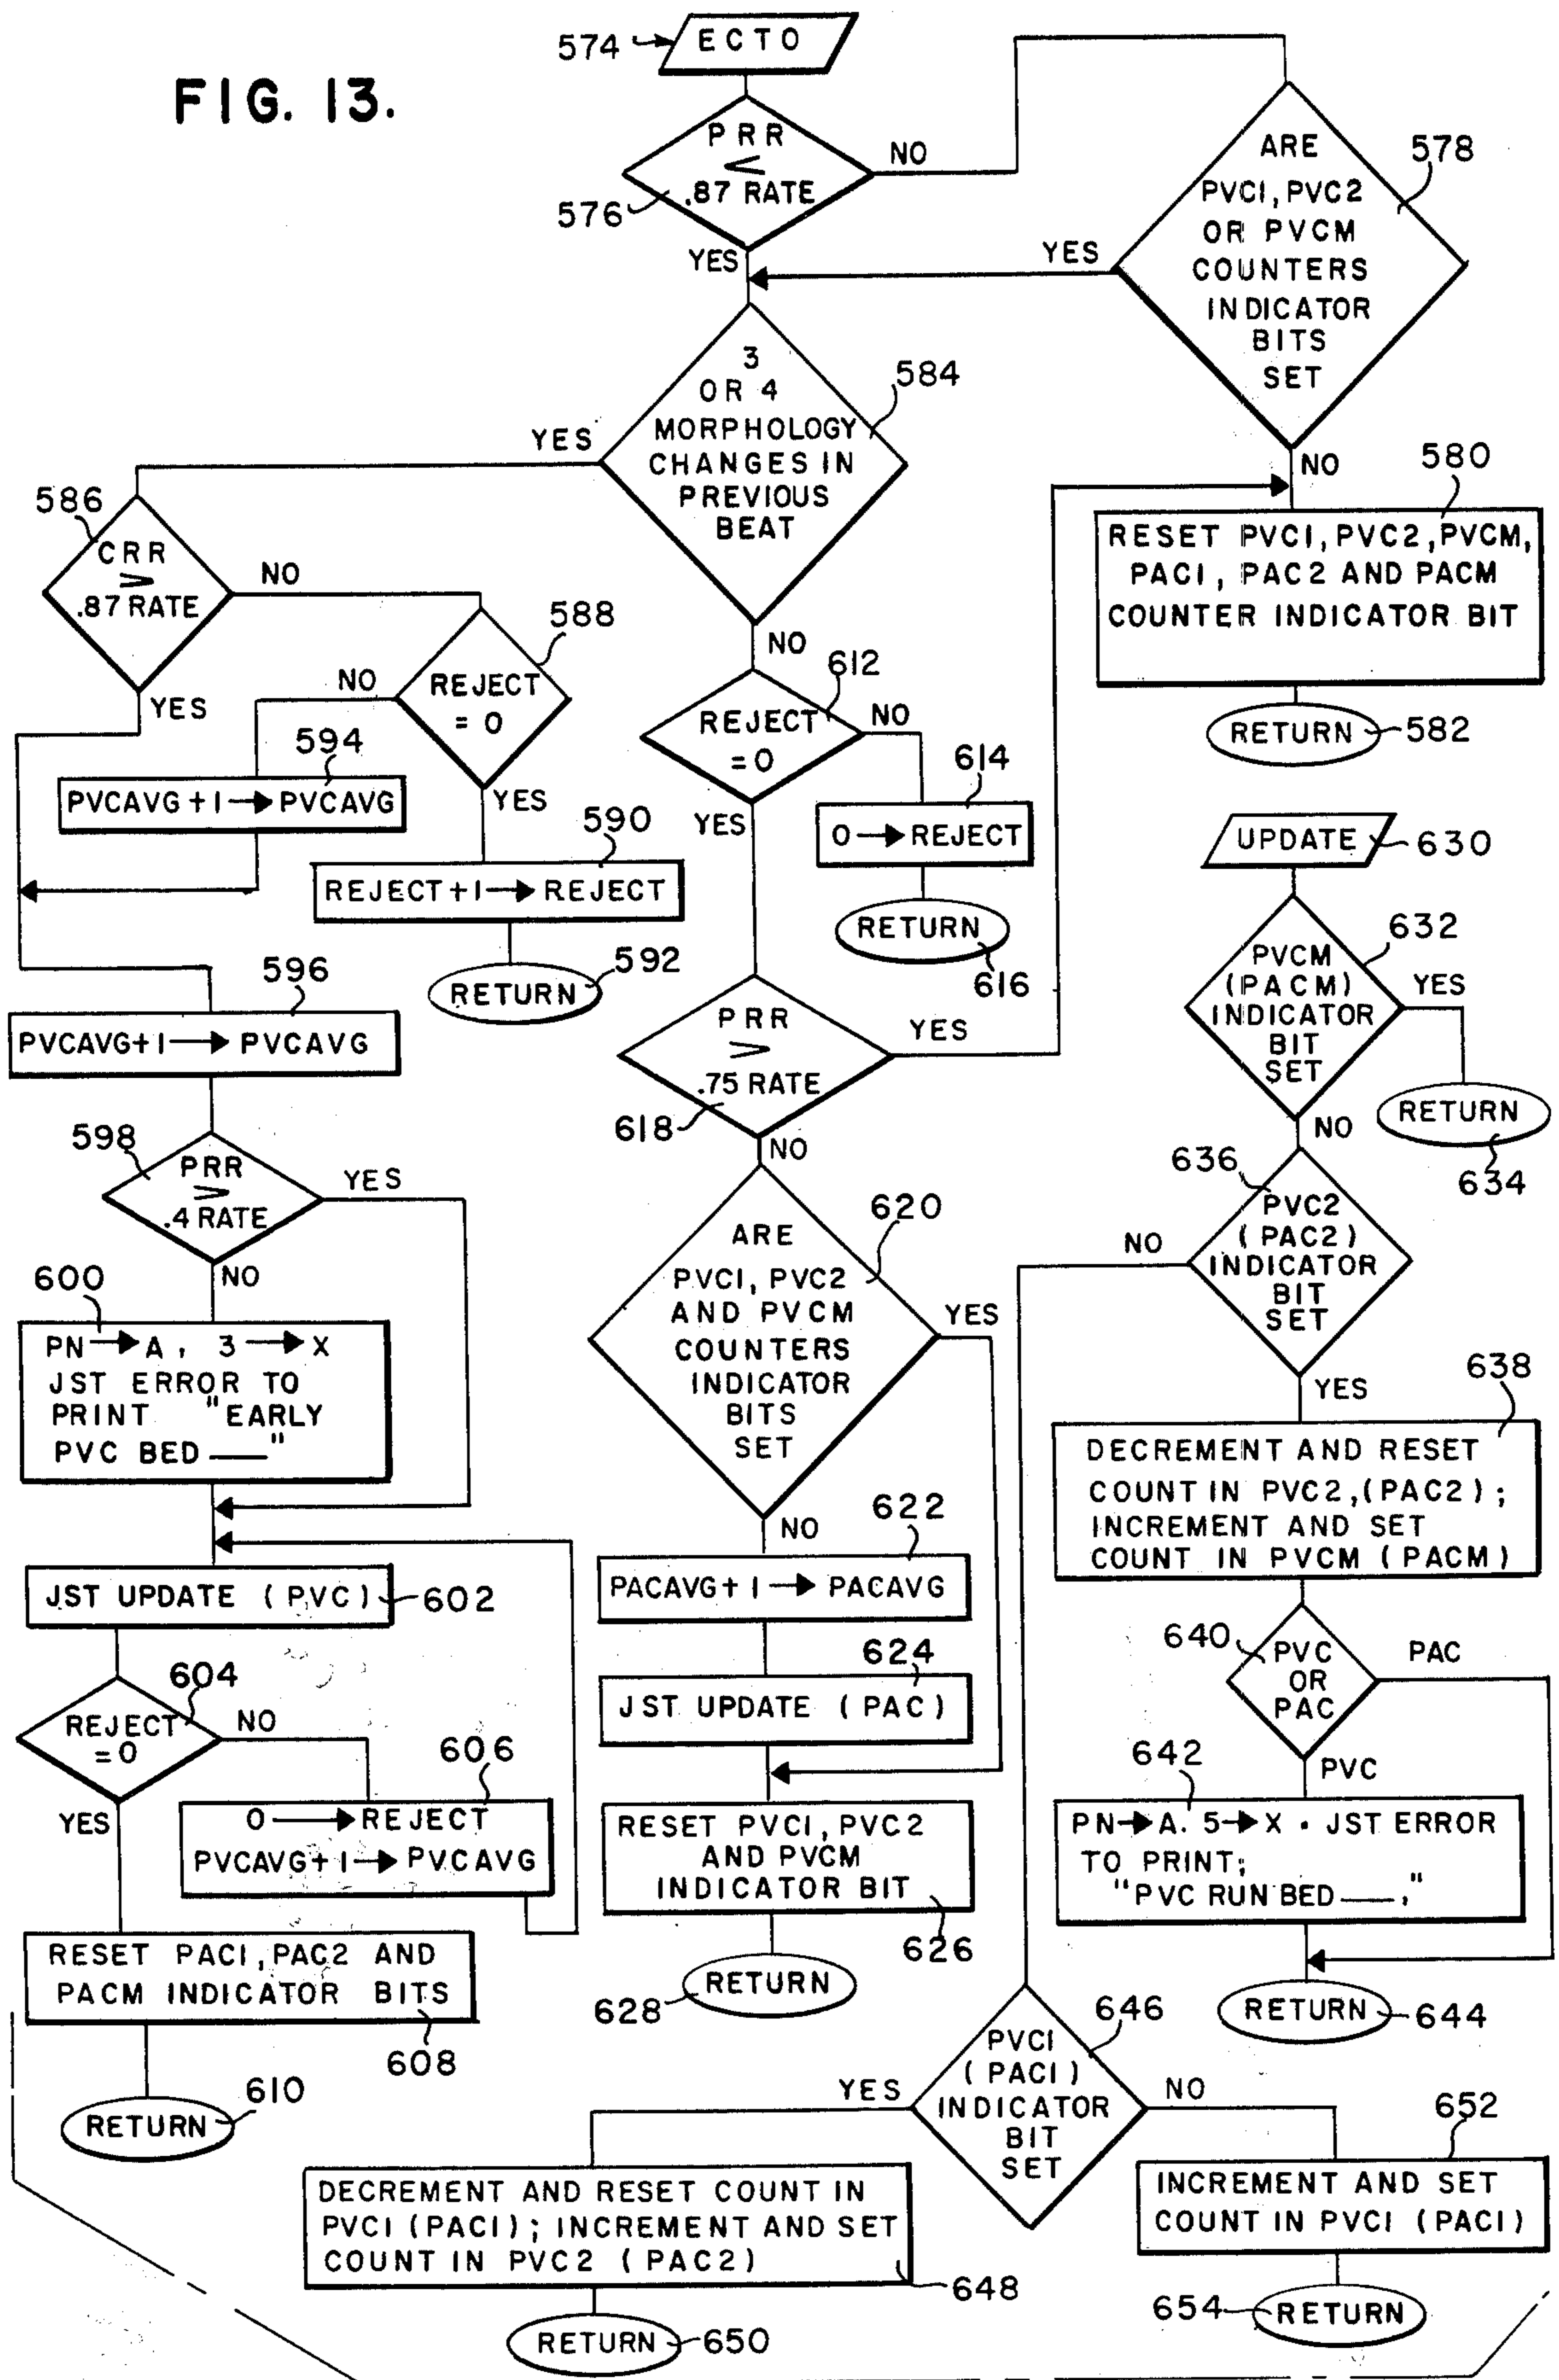 FIG. 13.
574
ECTO
PRR
<
.87 RATE
576
NO
YES
ARE
PVC1, PVC2
OR PVCM
COUNTERS
INDICATOR
BITS
SET
578
YES
NO
3
OR 4
MORPHOLOGY
CHANGES IN
PREVIOUS
BEAT
584
YES
NO
580
RESET PVC1, PVC2, PVCM,
PAC1, PAC2 AND PACM
COUNTER INDICATOR BIT
RETURN
582
586
CRR
≥
.87 RATE
NO
YES
588
REJECT
= 0
NO
YES
594
PVCAVG + 1 → PVCAVG
590
REJECT + 1 → REJECT
RETURN
592
612
REJECT
= 0
NO
YES
614
0 → REJECT
RETURN
616
596
PVCAVG + 1 → PVCAVG
598
PRR
≥
.4 RATE
YES
NO
600
PN → A, 3 → X
JST ERROR TO
PRINT "EARLY
PVC BED ___"
JST UPDATE (PVC)
602
604
REJECT
= 0
NO
YES
606
0 → REJECT
PVCAVG + 1 → PVCAVG
RESET PAC1, PAC2 AND
PACM INDICATOR BITS
608
RETURN
610
PRR
>
.75 RATE
618
YES
NO
620
ARE
PVC1, PVC2
AND PVCM
COUNTERS
INDICATOR
BITS
SET
YES
NO
622
PACAVG + 1 → PACAVG
624
JST UPDATE (PAC)
RESET PVC1, PVC2
AND PVCM
INDICATOR BIT
626
RETURN
628
UPDATE
630
632
PVCM
(PACM)
INDICATOR
BIT
SET
YES
NO
RETURN
634
636
PVC2
(PAC2)
INDICATOR
BIT
SET
NO
YES
638
DECREMENT AND RESET
COUNT IN PVC2, (PAC2);
INCREMENT AND SET
COUNT IN PVCM (PACM)
640
PVC
OR
PAC
PAC
PVC
642
PN → A. 5 → X . JST ERROR
TO PRINT;
"PVC RUN BED ___,"
RETURN
644
646
PVC1
(PAC1)
INDICATOR
BIT
SET
YES
NO
DECREMENT AND RESET COUNT IN
PVC1 (PAC1); INCREMENT AND SET
COUNT IN PVC2 (PAC2)
648
RETURN
650
652
INCREMENT AND SET
COUNT IN PVC1 (PAC1)
654
RETURN